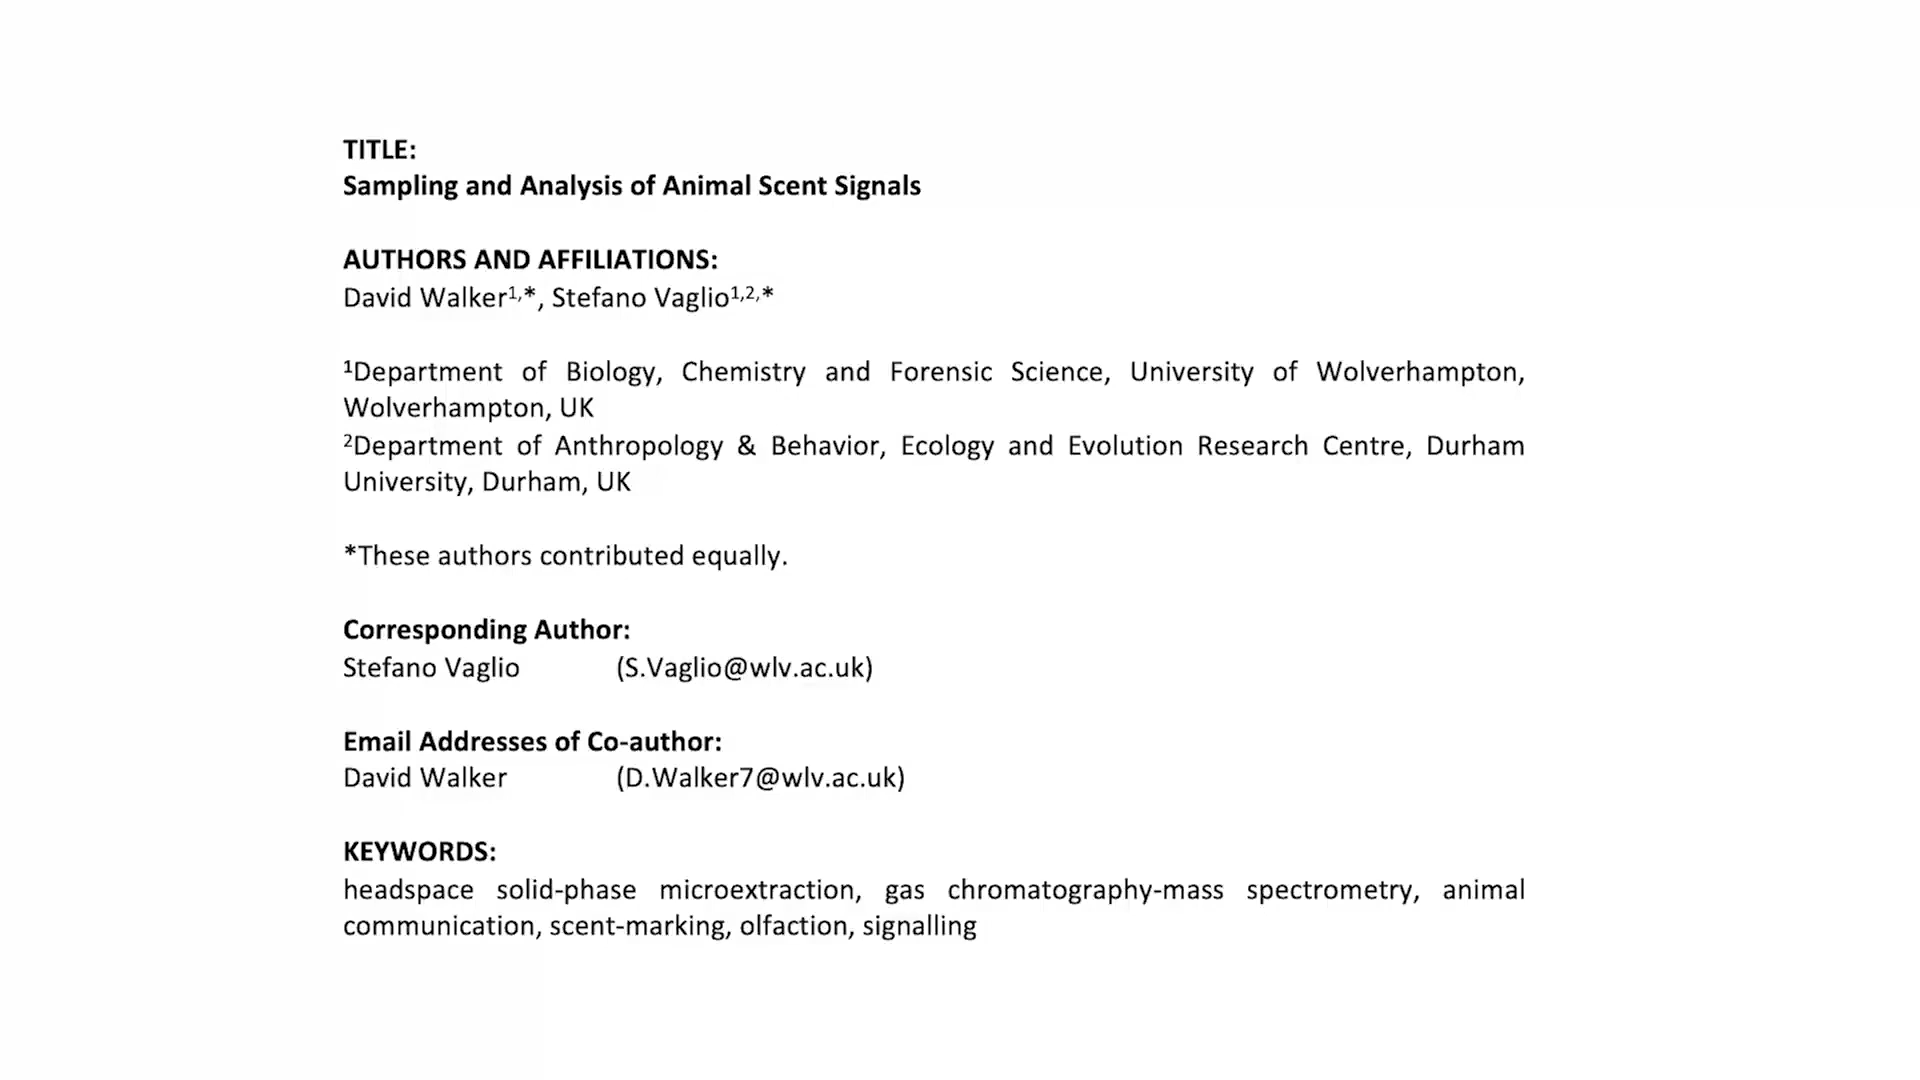 TITLE:
Sampling and Analysis of Animal Scent Signals
AUTHORS AND AFFILIATIONS:
David Walker¹,*, Stefano Vaglio¹,²,*
¹Department of Biology, Chemistry and Forensic Science, University of Wolverhampton,
Wolverhampton, UK
²Department of Anthropology & Behavior, Ecology and Evolution Research Centre, Durham
University, Durham, UK
*These authors contributed equally.
Corresponding Author:
Stefano Vaglio (S.Vaglio@wlv.ac.uk)
Email Addresses of Co-author:
David Walker (D.Walker7@wlv.ac.uk)
KEYWORDS:
headspace solid-phase microextraction, gas chromatography-mass spectrometry, animal
communication, scent-marking, olfaction, signalling